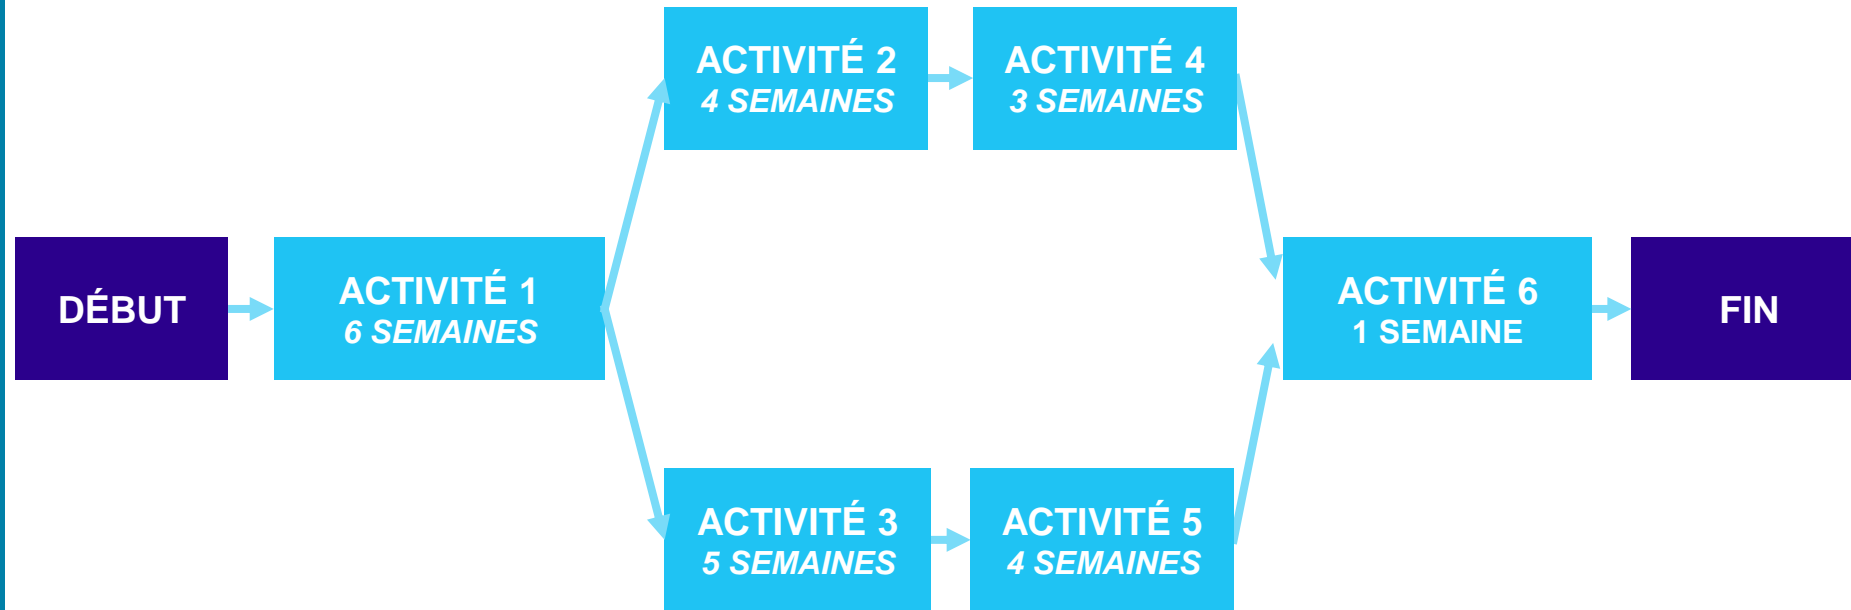 DÉBUT
ACTIVITÉ 1
6 SEMAINES
ACTIVITÉ 2
4 SEMAINES
ACTIVITÉ 4
3 SEMAINES
ACTIVITÉ 3
5 SEMAINES
ACTIVITÉ 5
4 SEMAINES
ACTIVITÉ 6
1 SEMAINE
FIN